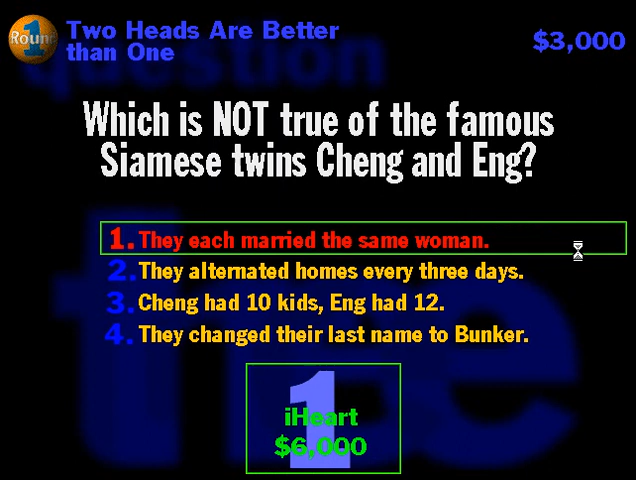 Round 1
Two Heads Are Better
than One
$3,000
question
Which is NOT true of the famous
Siamese twins Cheng and Eng?
1. They each married the same woman.
2. They alternated homes every three days.
3. Cheng had 10 kids, Eng had 12.
4. They changed their last name to Bunker.
the
1
iHeart
$6,000